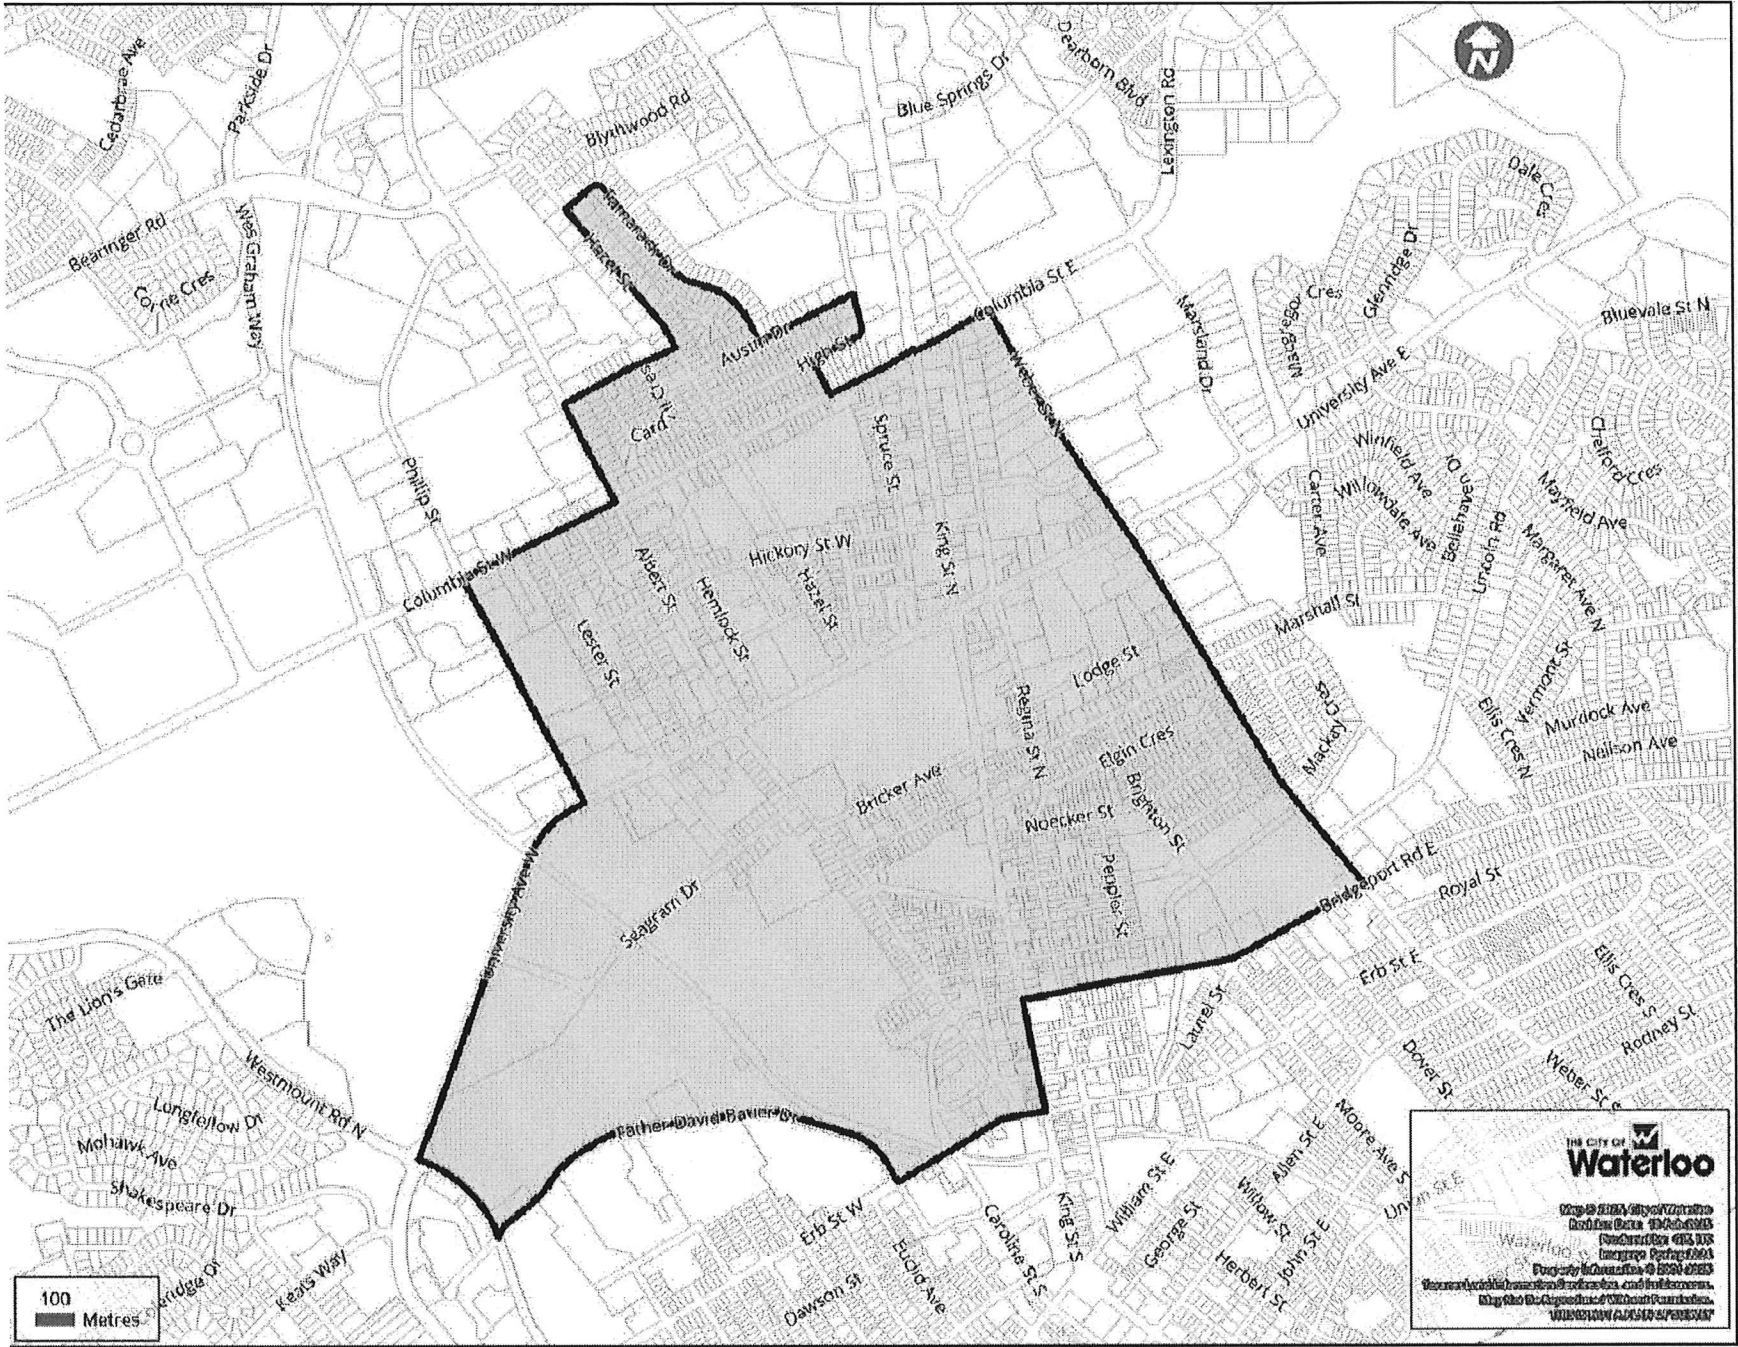 Cedarbrae Ave
Parkside Dr
Blythwood Rd
Blue Springs Dr
Dearborn Blvd
Lexington Rd
N
Dale Cres
Bearinger Rd
Wes Graham Way
Corrie Cres
Tamarack Dr
Hazel St
Glenridge Dr
Columbia St E
Cres
Marsland Dr
Bluevale St N
Austin Dr
High St
Weber St N
University Ave E
Phillip St
Spruce St
Winfield Ave
Willowdale Ave
Carter Ave
Bellehaven Dr
Lincoln Rd
Chelford Cres
Mayfield Ave
Margaret Ave N
Columbia St W
Albert St
Hickory St W
Hazel St
King St N
Hemlock St
Lester St
Marshall St
Lodge St
Regina St N
Elgin Cres
Mackay Cres
Vermont St
Ellis Cres N
Murdock Ave
Neilson Ave
Bricker Ave
Noecker St
Brighton St
Peppler St
University Ave W
Seagram Dr
Bridgeport Rd E
Royal St
Erb St E
Ellis Cres S
Rodney St
The Lion's Gate
Laurel St
Dover St
Weber St S
Westmount Rd N
Longfellow Dr
Mohawk Ave
Shakespeare Dr
Father David Bauer Dr
Moore Ave S
Allen St E
William St E
Willow St
Union St E
King St S
Caroline St S
George St
John St E
Herbert St
Erb St W
Euclid Ave
Dawson St
Keats Way
100
Metres
THE CITY OF
Waterloo